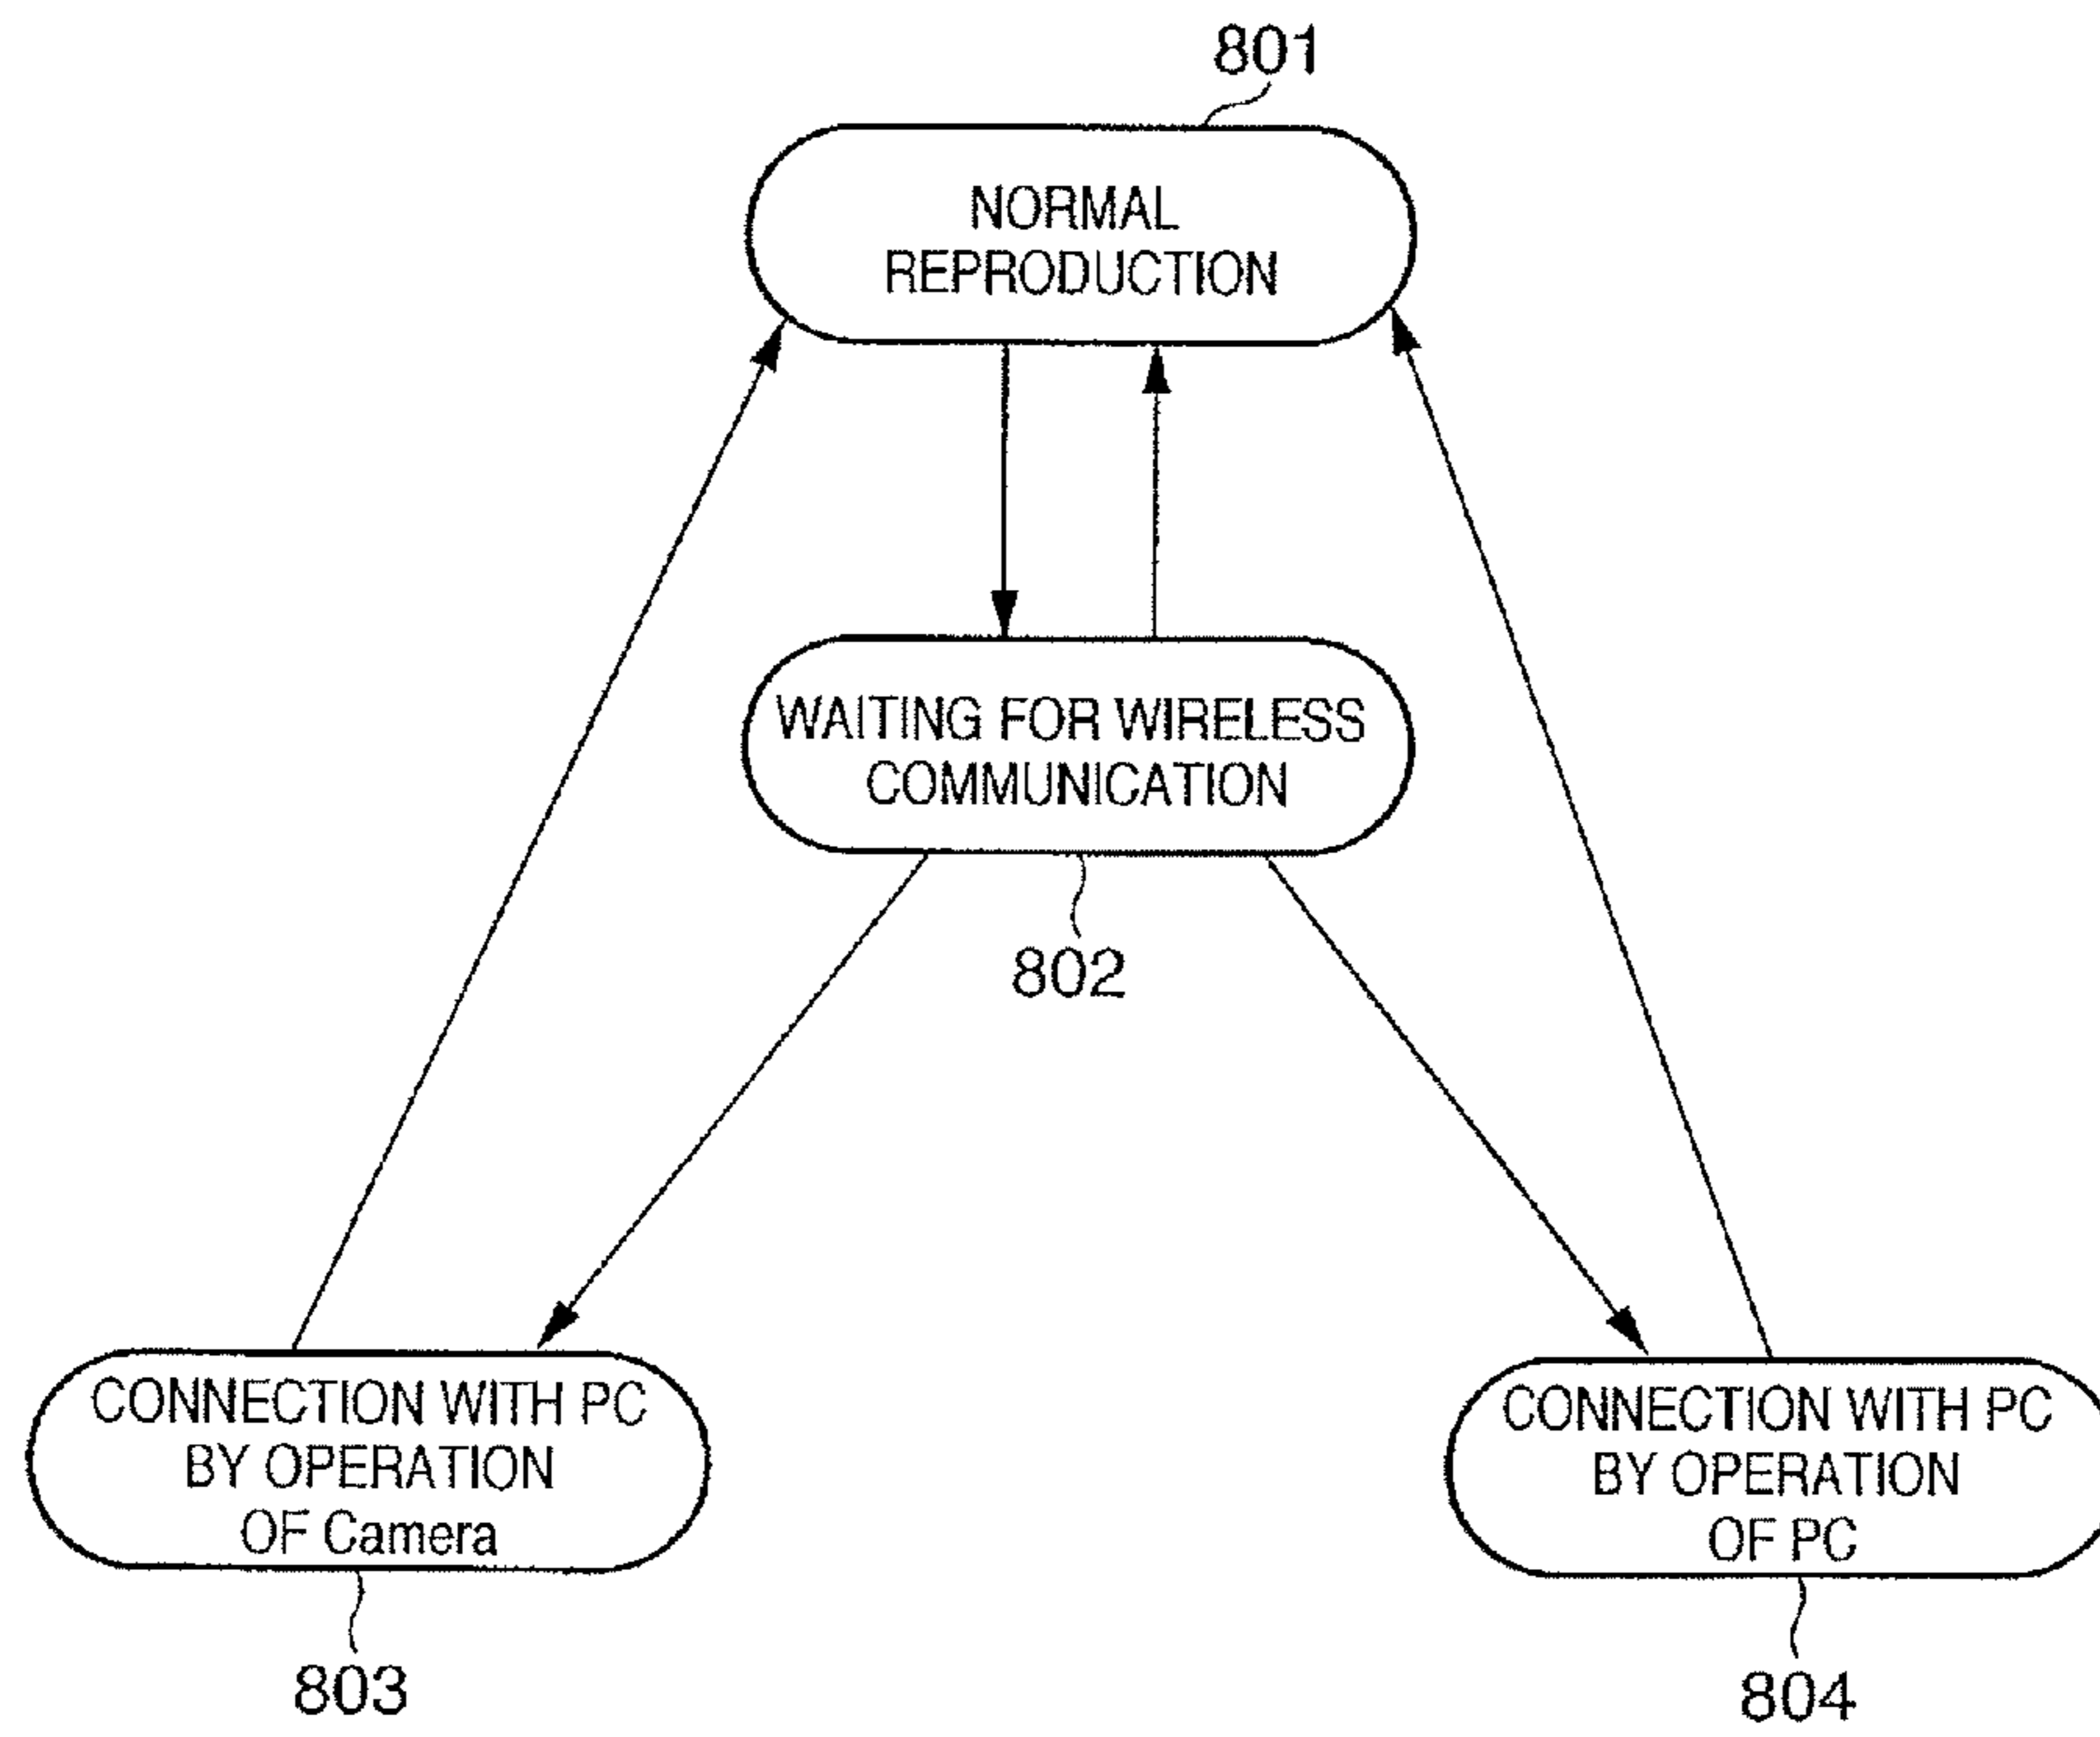 801
NORMAL
REPRODUCTION
WAITING FOR WIRELESS
COMMUNICATION
802
CONNECTION WITH PC
BY OPERATION
OF Camera
803
CONNECTION WITH PC
BY OPERATION
OF PC
804